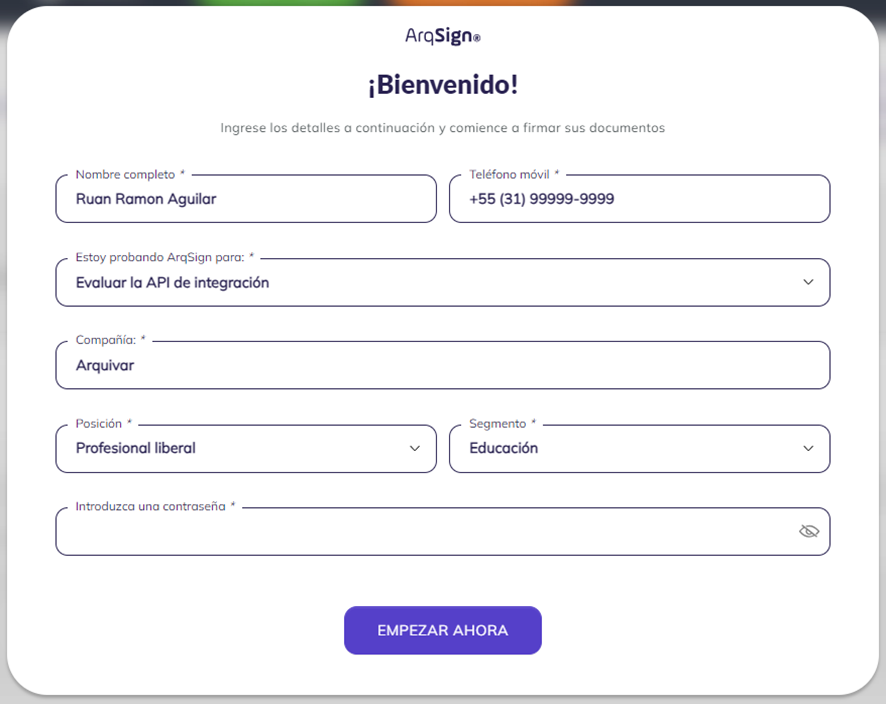 ArqSign®
¡Bienvenido!
Ingrese los detalles a continuación y comience a firmar sus documentos
Nombre completo *
Ruan Ramon Aguilar
Teléfono móvil *
+55 (31) 99999-9999
Estoy probando ArqSign para: *
Evaluar la API de integración
Compañía: *
Arquivar
Posición *
Profesional liberal
Segmento *
Educación
Introduzca una contraseña *
EMPEZAR AHORA